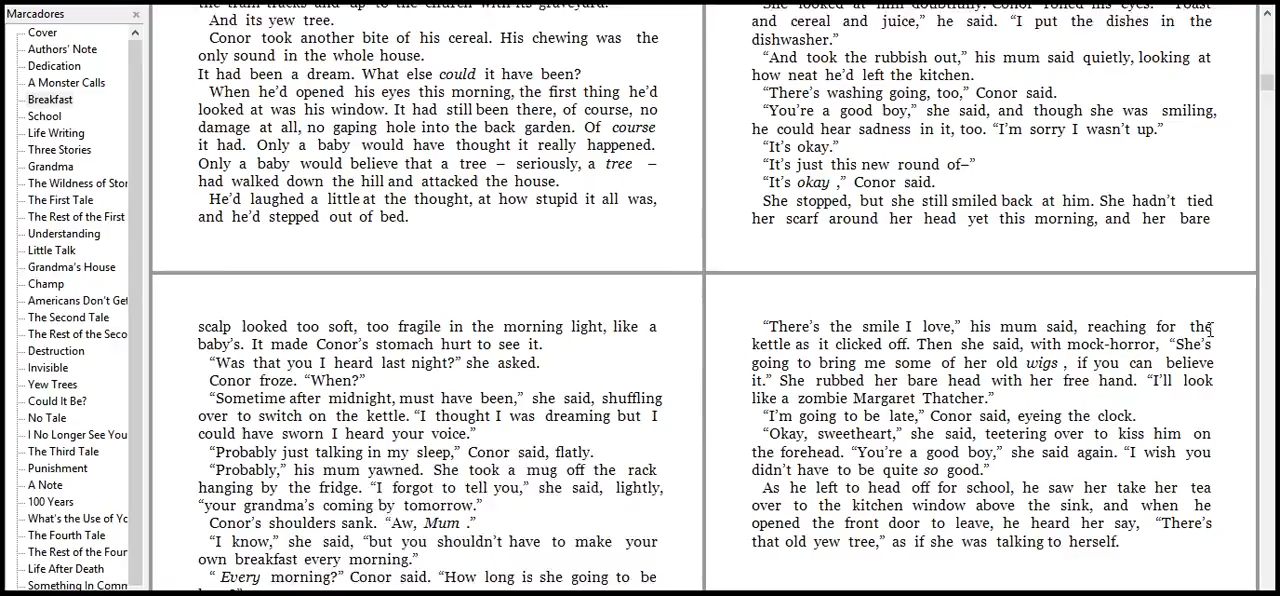 Marcadores
Cover
Authors' Note
Dedication
A Monster Calls
Breakfast
School
Life Writing
Three Stories
Grandma
The Wildness of Stor
The First Tale
The Rest of the First
Understanding
Little Talk
Grandma's House
Champ
Americans Don't Get
The Second Tale
The Rest of the Seco
Destruction
Invisible
Yew Trees
Could It Be?
No Tale
I No Longer See You
The Third Tale
Punishment
A Note
100 Years
What's the Use of Yo
The Fourth Tale
The Rest of the Four
Life After Death
Something In Comm
the train tracks and up to the church with its graveyard.
And its yew tree.
Conor took another bite of his cereal. His chewing was the
only sound in the whole house.
It had been a dream. What else could it have been?
When he'd opened his eyes this morning, the first thing he'd
looked at was his window. It had still been there, of course, no
damage at all, no gaping hole into the back garden. Of course
it had. Only a baby would have thought it really happened.
Only a baby would believe that a tree – seriously, a tree –
had walked down the hill and attacked the house.
He'd laughed a little at the thought, at how stupid it all was,
and he'd stepped out of bed.
She looked at him doubtfully. Conor rolled his eyes. “Toast
and cereal and juice,” he said. “I put the dishes in the
dishwasher.”
“And took the rubbish out,” his mum said quietly, looking at
how neat he'd left the kitchen.
“There's washing going, too,” Conor said.
“You're a good boy,” she said, and though she was smiling,
he could hear sadness in it, too. “I'm sorry I wasn't up.”
“It's okay.”
“It's just this new round of–”
“It's okay ,” Conor said.
She stopped, but she still smiled back at him. She hadn't tied
her scarf around her head yet this morning, and her bare
scalp looked too soft, too fragile in the morning light, like a
baby's. It made Conor's stomach hurt to see it.
“Was that you I heard last night?” she asked.
Conor froze. “When?”
“Sometime after midnight, must have been,” she said, shuffling
over to switch on the kettle. “I thought I was dreaming but I
could have sworn I heard your voice.”
“Probably just talking in my sleep,” Conor said, flatly.
“Probably,” his mum yawned. She took a mug off the rack
hanging by the fridge. “I forgot to tell you,” she said, lightly,
“your grandma's coming by tomorrow.”
Conor's shoulders sank. “Aw, Mum .”
“I know,” she said, “but you shouldn't have to make your
own breakfast every morning.”
“ Every morning?” Conor said. “How long is she going to be
“There's the smile I love,” his mum said, reaching for the
kettle as it clicked off. Then she said, with mock-horror, “She's
going to bring me some of her old wigs , if you can believe
it.” She rubbed her bare head with her free hand. “I'll look
like a zombie Margaret Thatcher.”
“I'm going to be late,” Conor said, eyeing the clock.
“Okay, sweetheart,” she said, teetering over to kiss him on
the forehead. “You're a good boy,” she said again. “I wish you
didn't have to be quite so good.”
As he left to head off for school, he saw her take her tea
over to the kitchen window above the sink, and when he
opened the front door to leave, he heard her say, “There's
that old yew tree,” as if she was talking to herself.